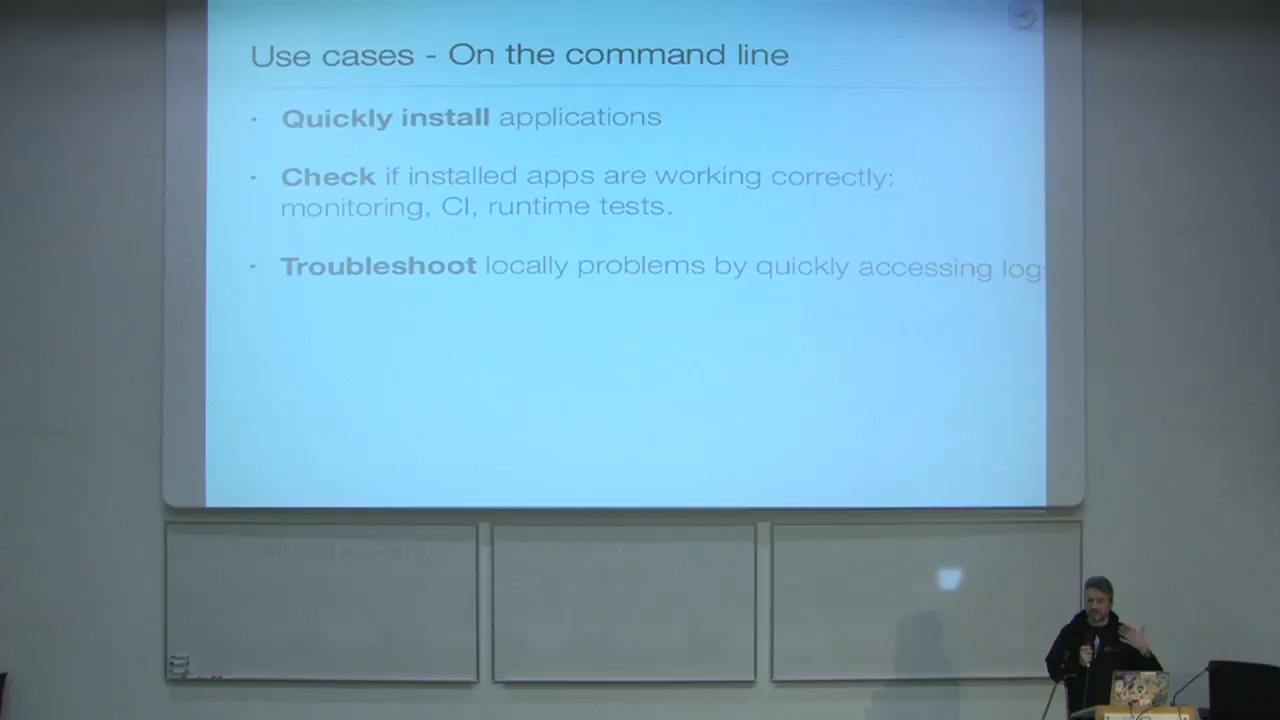 Use cases - On the command line
• Quickly install applications
• Check if installed apps are working correctly:
monitoring, CI, runtime tests.
• Troubleshoot locally problems by quickly accessing log